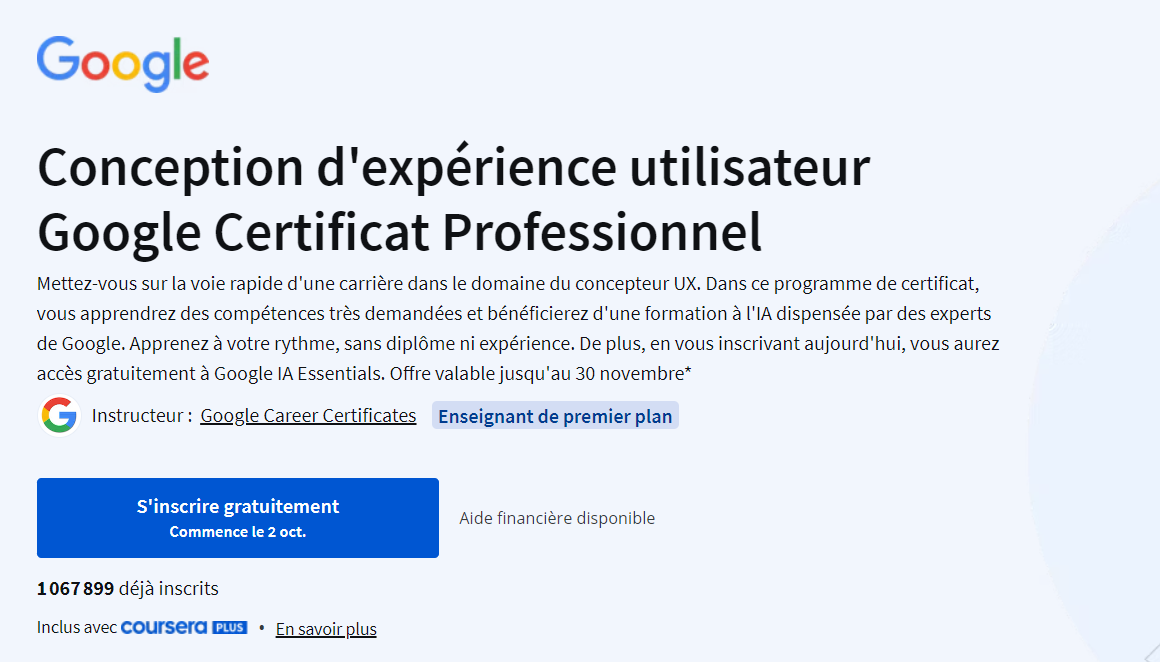 Google
Conception d'expérience utilisateur
Google Certificat Professionnel
Mettez-vous sur la voie rapide d'une carrière dans le domaine du concepteur UX. Dans ce programme de certificat,
vous apprendrez des compétences très demandées et bénéficierez d'une formation à l'IA dispensée par des experts
de Google. Apprenez à votre rythme, sans diplôme ni expérience. De plus, en vous inscrivant aujourd'hui, vous aurez
accès gratuitement à Google IA Essentials. Offre valable jusqu'au 30 novembre*
G Instructeur : Google Career Certificates Enseignant de premier plan
S'inscrire gratuitement
Commence le 2 oct.
Aide financière disponible
1 067 899 déjà inscrits
Inclus avec coursera PLUS • En savoir plus